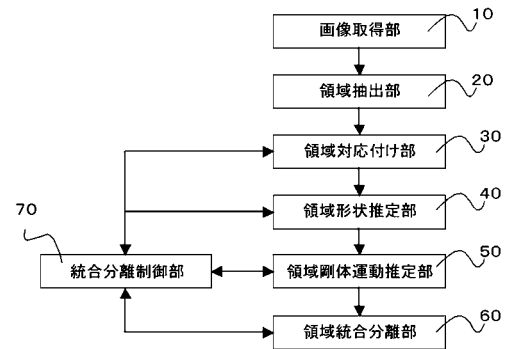 10
画像取得部
20
領域抽出部
30
領域対応付け部
40
領域形状推定部
70
50
統合分離制御部
領域剛体運動推定部
60
領域統合分離部